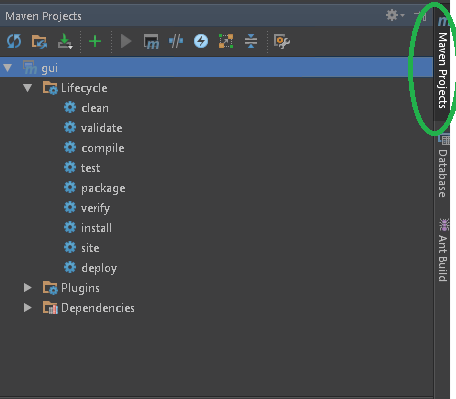 Maven Projects
gui
Lifecycle
clean
validate
compile
test
package
verify
install
site
deploy
Plugins
Dependencies
Maven Projects
Database
Ant Build